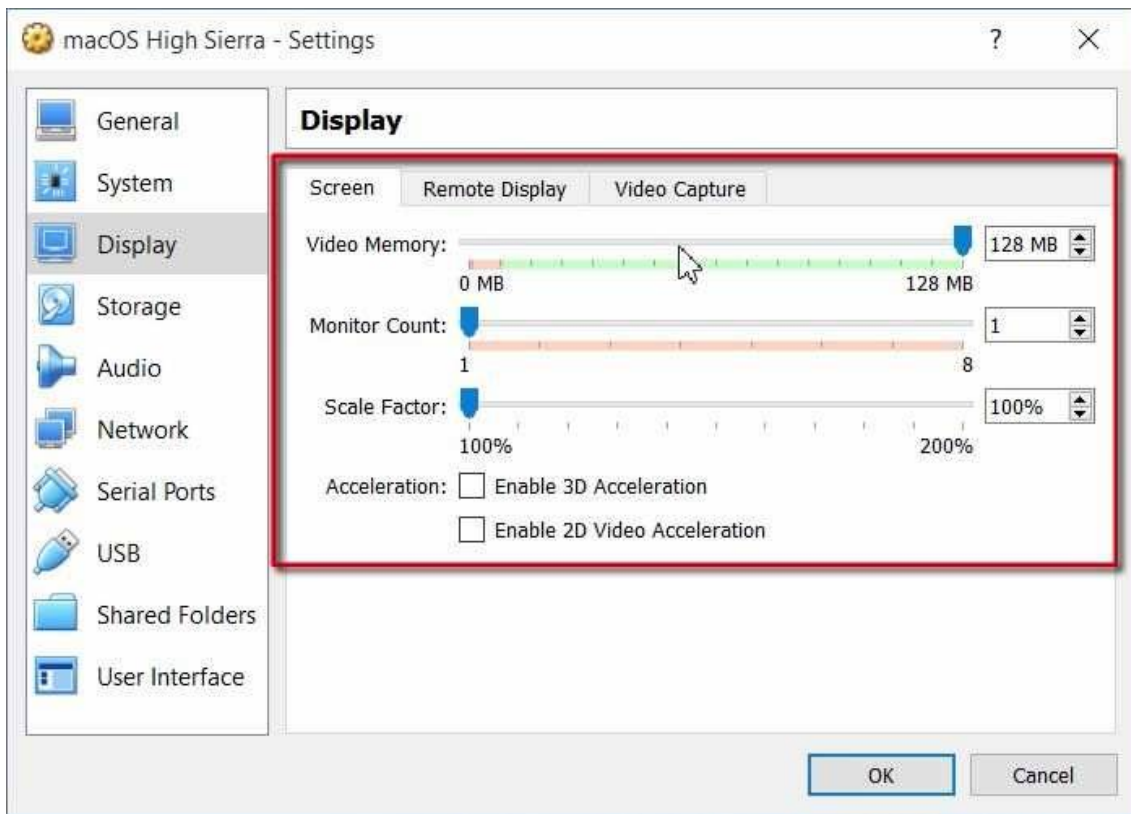 macOS High Sierra - Settings ?
General
System
Display
Storage
Audio
Network
Serial Ports
USB
Shared Folders
User Interface
Display
Screen Remote Display Video Capture
Video Memory: 128 MB
0 MB 128 MB
Monitor Count: 1
1 8
Scale Factor: 100%
100% 200%
Acceleration: Enable 3D Acceleration
Enable 2D Video Acceleration
OK Cancel